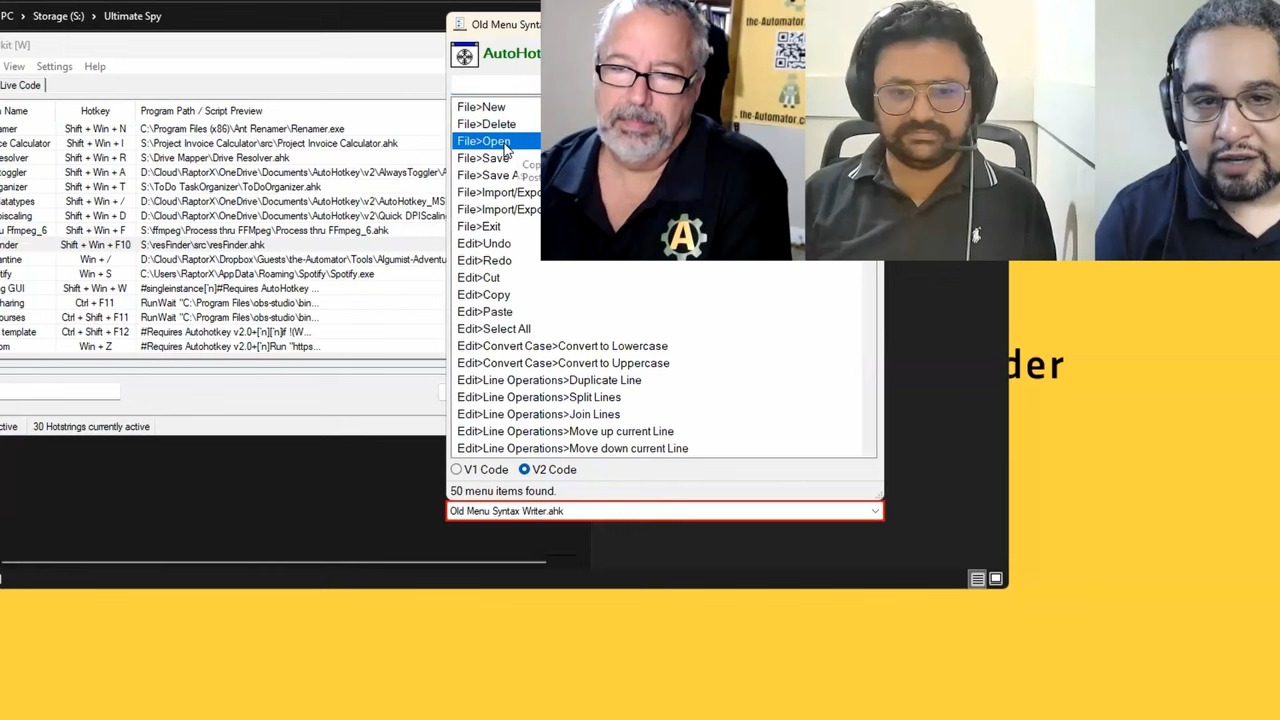 PC > Storage (S:) > Ultimate Spy
kit [W]
View Settings Help
Live Code
Name Hotkey Program Path / Script Preview
amer Shift + Win + N C:\Program Files (x86)\Ant Renamer\Renamer.exe
ice Calculator Shift + Win + I S:\Project Invoice Calculator\src\Project Invoice Calculator.ahk
esolver Shift + Win + R S:\Drive Mapper\Drive Resolver.ahk
atte Shift + Win + A D:\Cloud\RaptorX\OneDrive\Documents\AutoHotkey\v2\AlwaysToggler/
ganizer Shift + Win + T S:\ToDo TaskOrganizer\ToDoOrganizer.ahk
atatypes Shift + Win + / D:\Cloud\RaptorX\OneDrive\Documents\AutoHotkey\v2\AutoHotkey_MS
piscaling Shift + Win + D D:\Cloud\RaptorX\OneDrive\Documents\AutoHotkey\v2\Quick DPIScaling
Ffmpeg_6 Shift + Win + F S:\ffmpeg\Process thru FFMpeg\Process thru FFmpeg_6.ahk
nder Shift + Win + F10 S:\resFinder\src\resFinder.ahk
antine Win + / D:\Cloud\RaptorX\Dropbox\Guests\the-Automator\Tools\Algumist-Adventu
tify Win + S C:\Users\RaptorX\AppData\Roaming\Spotify\Spotify.exe
ng GUI Shift + Win + W #singleinstance[`n]#Requires AutoHotkey ...
haring Ctrl + F11 RunWait "C:\Program Files\obs-studio\bin...
ourses Ctrl + Shift + F11 RunWait "C:\Program Files\obs-studio\bin...
template Ctrl + Shift + F12 #Requires Autohotkey v2.0+[`n][`n]if !(W...
om Win + Z #Requires Autohotkey v2.0+[`n]Run "https...
ctive 30 Hotstrings currently active
Old Menu Synta
AutoHot
File>New
File>Delete
File>Open
File>Save
File>Save A
File>Import/Expo
File>Import/Expo
File>Exit
Edit>Undo
Edit>Redo
Edit>Cut
Edit>Copy
Edit>Paste
Edit>Select All
Edit>Convert Case>Convert to Lowercase
Edit>Convert Case>Convert to Uppercase
Edit>Line Operations>Duplicate Line
Edit>Line Operations>Split Lines
Edit>Line Operations>Join Lines
Edit>Line Operations>Move up current Line
Edit>Line Operations>Move down current Line
V1 Code V2 Code
50 menu items found.
Old Menu Syntax Writer.ahk
the-Automator
the-Automator.co
A
der